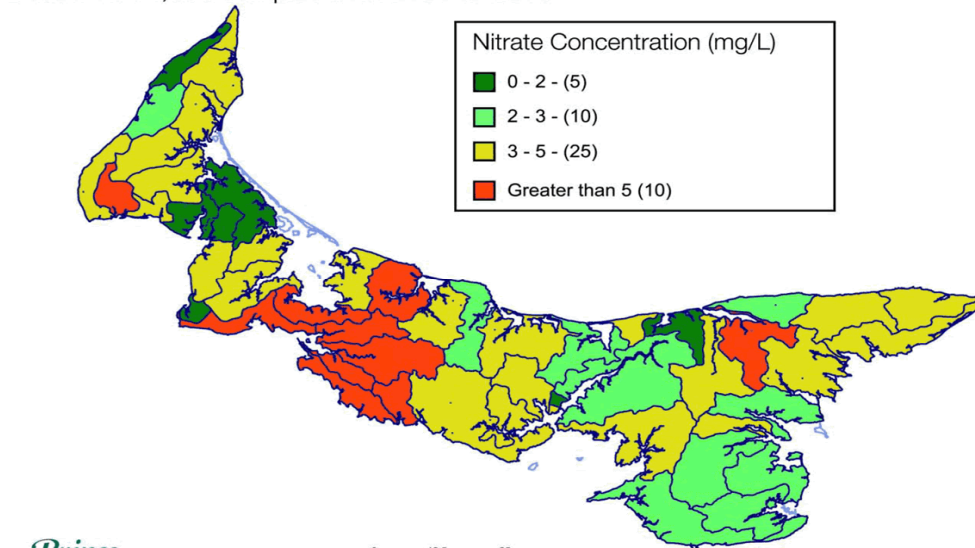 Nitrate Concentration (mg/L)
0 - 2 - (5)
2 - 3 - (10)
3 - 5 - (25)
Greater than 5 (10)